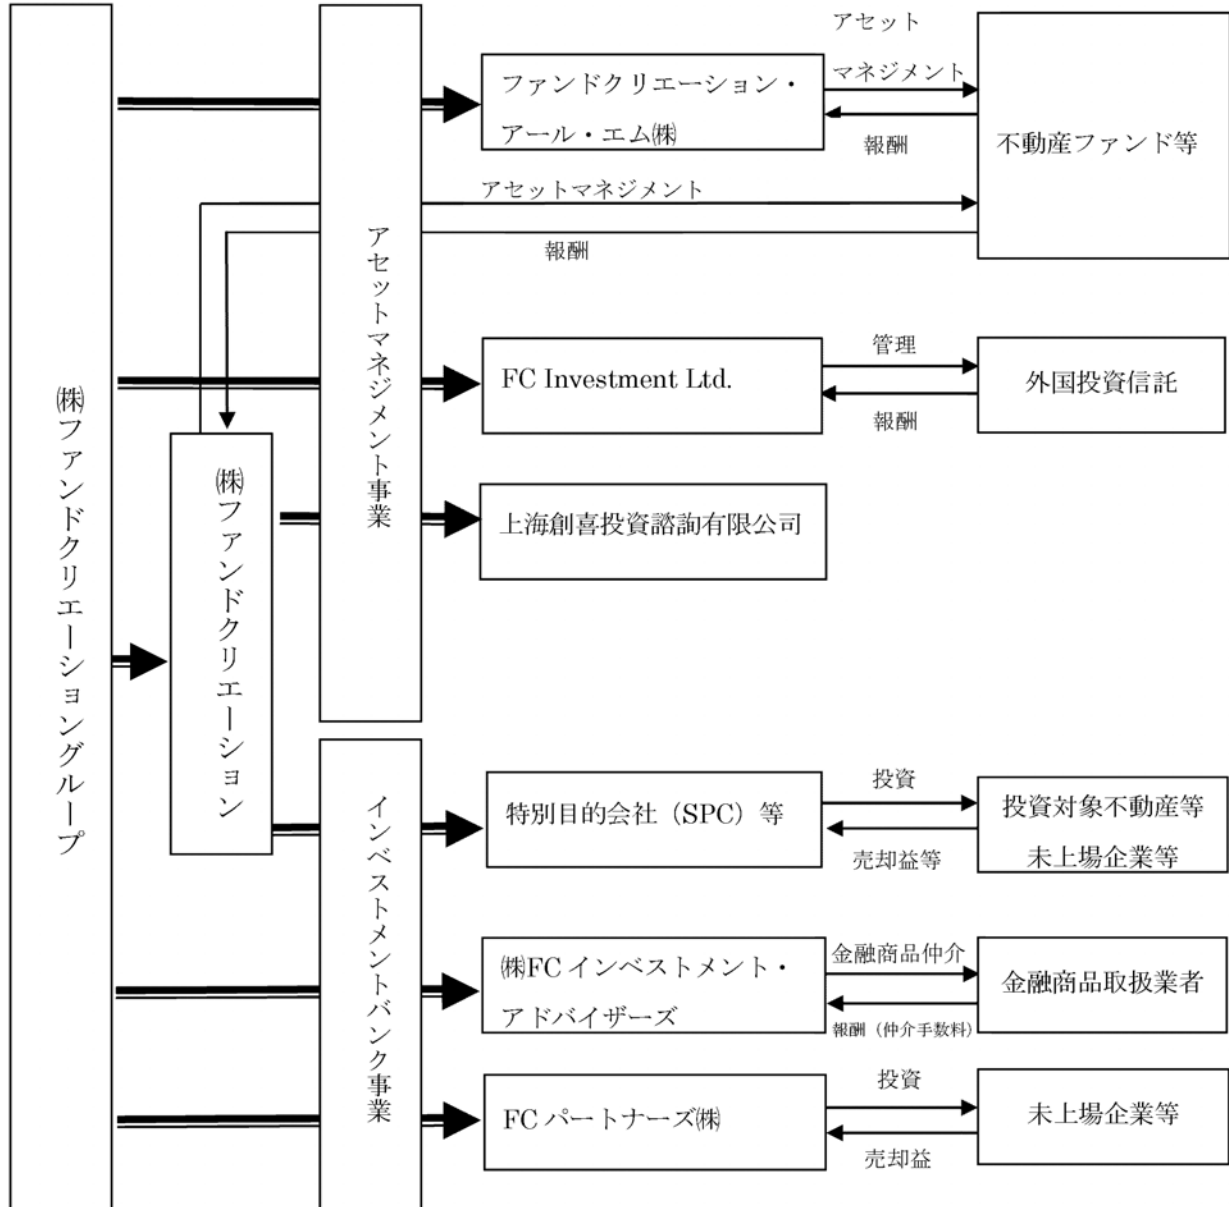 ㈱ファンドクリエーショングループ
㈱ファンドクリエーション
アセットマネジメント事業
インベストメントバンク事業
ファンドクリエーション・
アール・エム㈱
アセット
マネジメント
報酬
不動産ファンド等
アセットマネジメント
報酬
FC Investment Ltd.
管理
報酬
外国投資信託
上海創喜投資諮詢有限公司
特別目的会社（SPC）等
投資
売却益等
投資対象不動産等
未上場企業等
㈱FC インベストメント・
アドバイザーズ
金融商品仲介
報酬（仲介手数料）
金融商品取扱業者
FC パートナーズ㈱
投資
売却益
未上場企業等